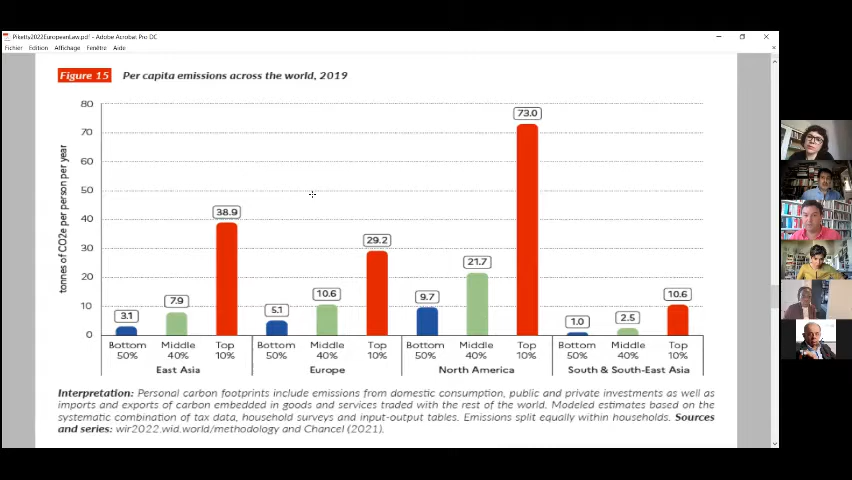 Piketty2022EuropeanLaw.pdf - Adobe Acrobat Pro DC
Fichier Edition Affichage Fenêtre Aide
Figure 15 Per capita emissions across the world, 2019
tonnes of CO2e per person per year
80
70
60
50
40
30
20
10
0
3.1 7.9 38.9 5.1 10.6 29.2 9.7 21.7 73.0 1.0 2.5 10.6
Bottom Middle Top Bottom Middle Top Bottom Middle Top Bottom Middle Top
50% 40% 10% 50% 40% 10% 50% 40% 10% 50% 40% 10%
East Asia Europe North America South & South-East Asia
Interpretation: Personal carbon footprints include emissions from domestic consumption, public and private investments as well as
imports and exports of carbon embedded in goods and services traded with the rest of the world. Modeled estimates based on the
systematic combination of tax data, household surveys and input-output tables. Emissions split equally within households. Sources
and series: wir2022.wid.world/methodology and Chancel (2021).